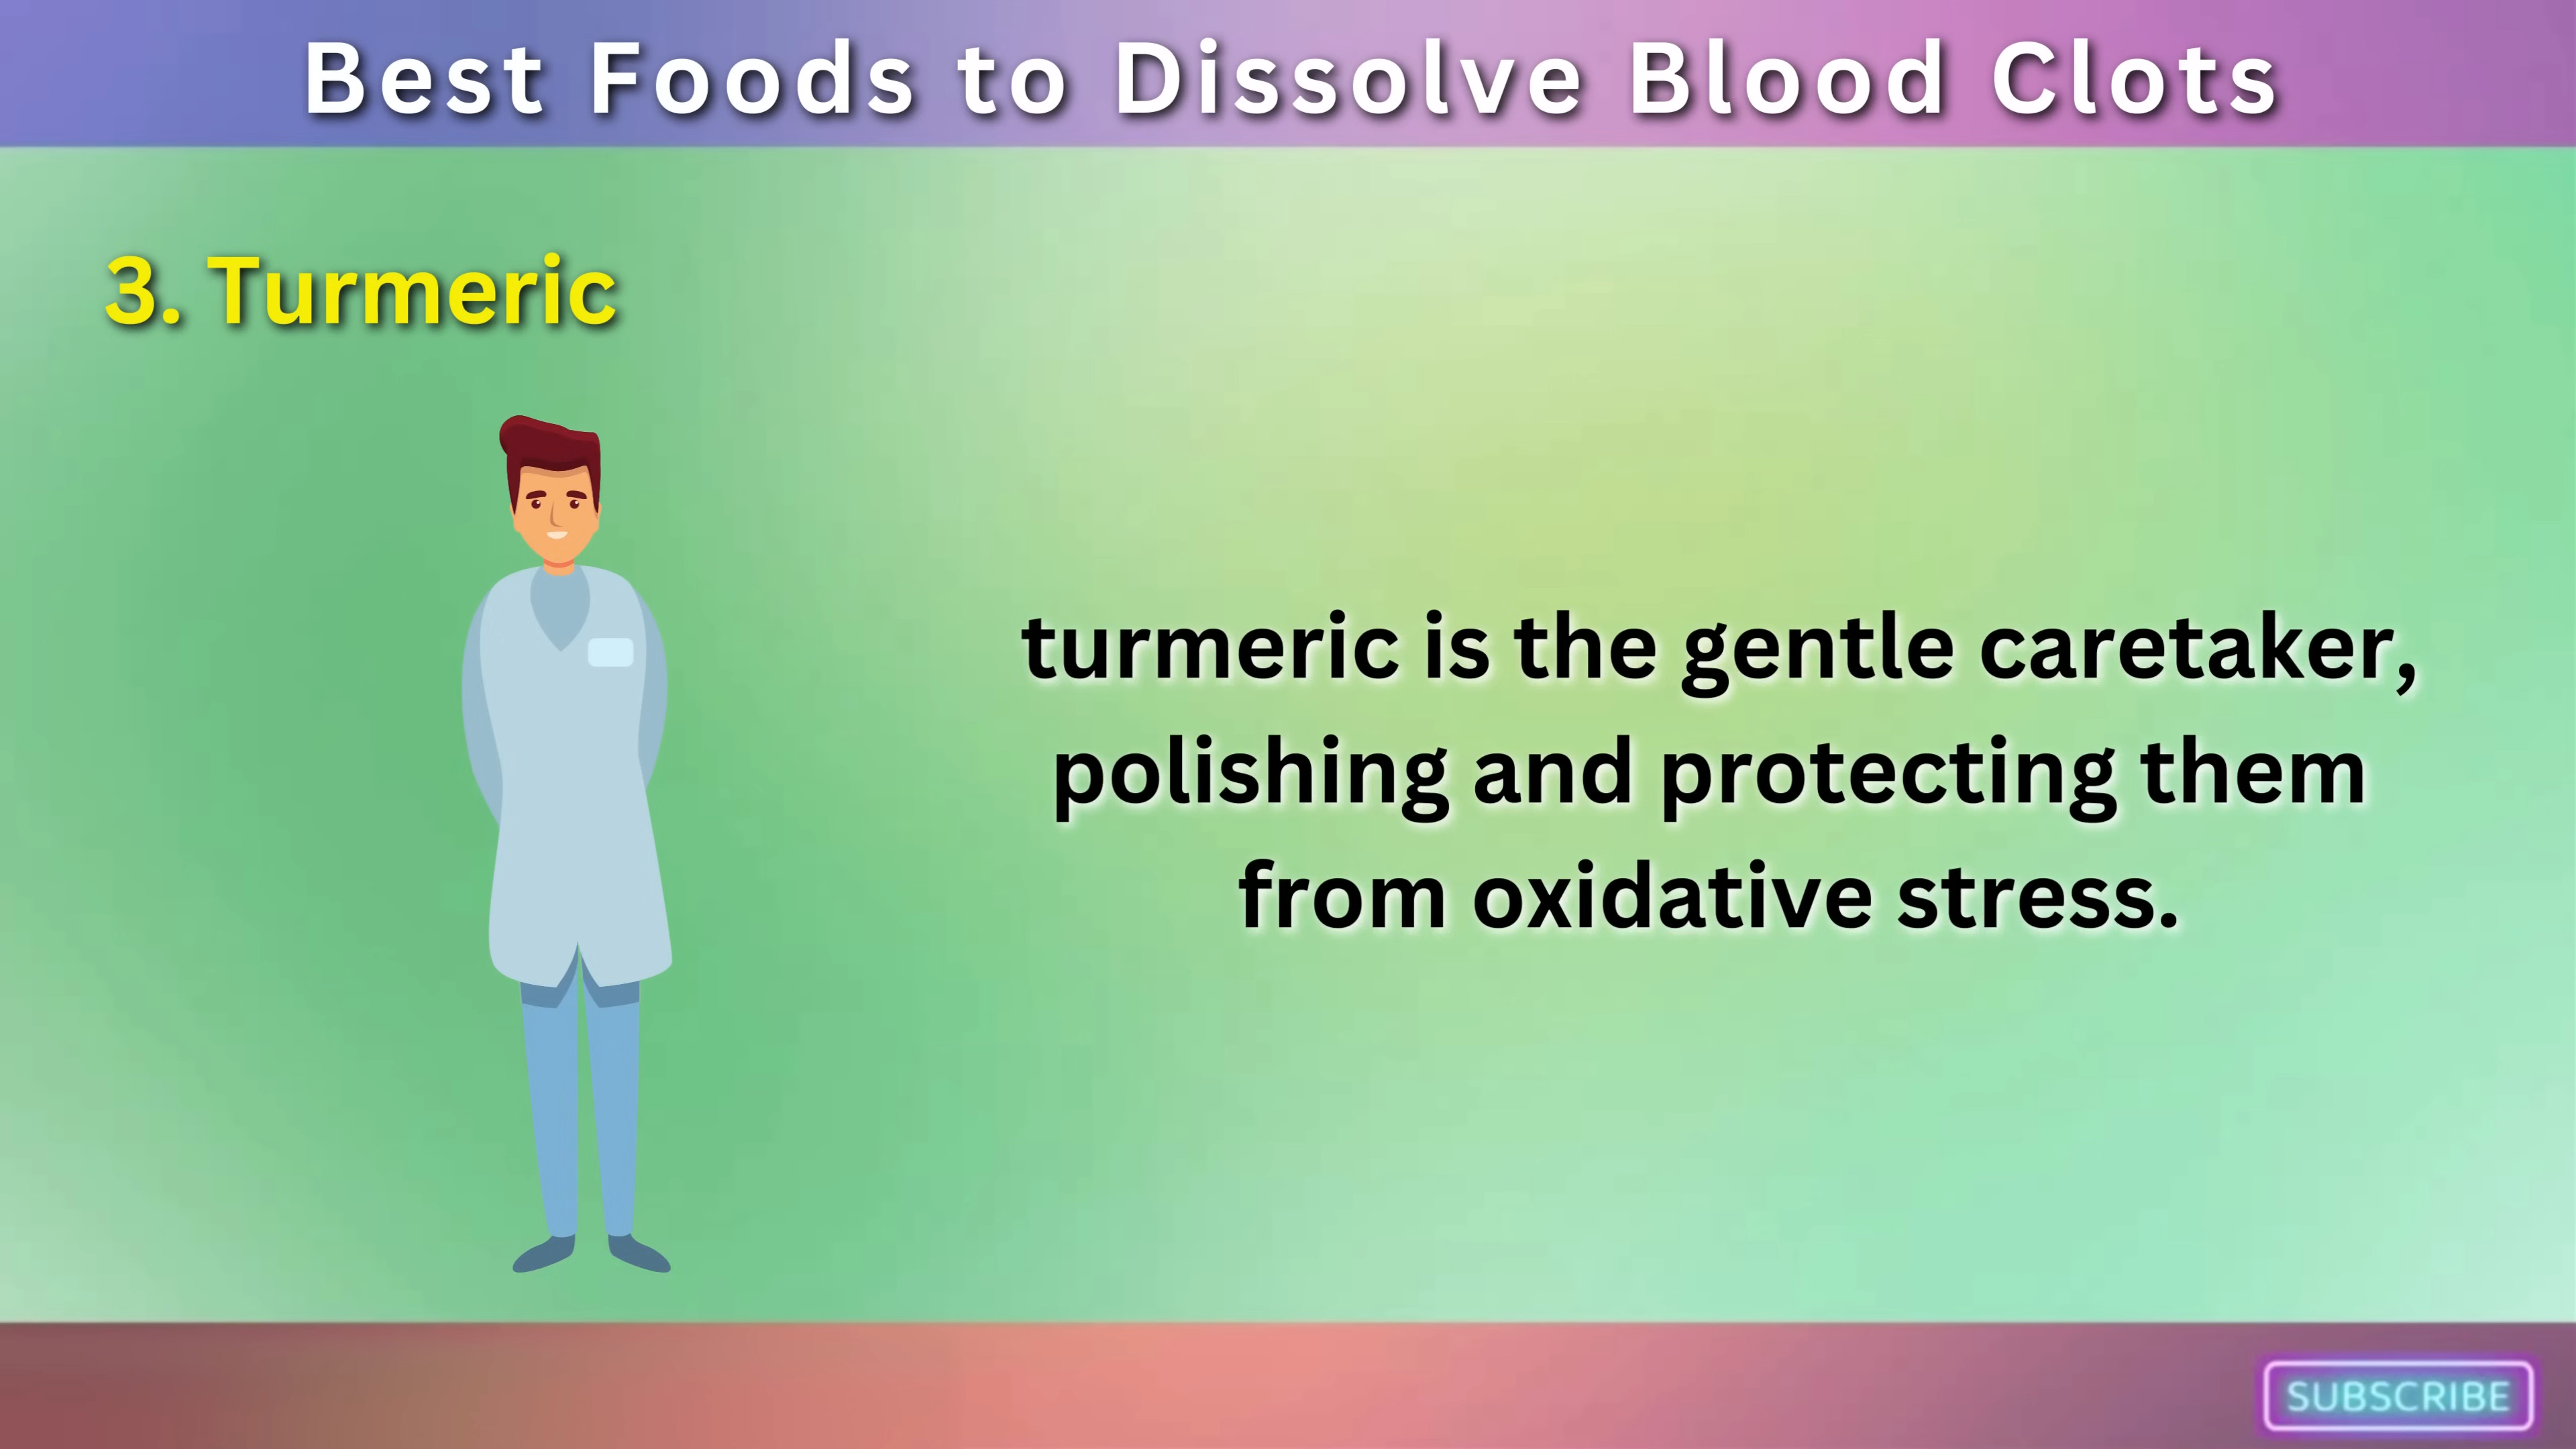 Best Foods to Dissolve Blood Clots
3. Turmeric
turmeric is the gentle caretaker,
polishing and protecting them
from oxidative stress.
SUBSCRIBE